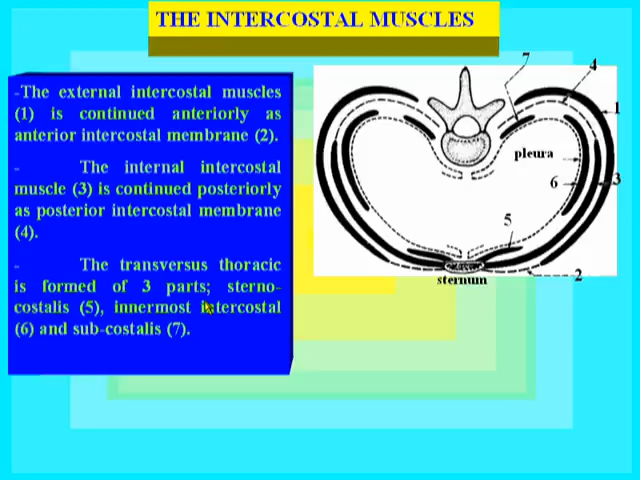 THE INTERCOSTAL MUSCLES
-The external intercostal muscles
(1) is continued anteriorly as
anterior intercostal membrane (2).
- The internal intercostal
muscle (3) is continued posteriorly
as posterior intercostal membrane
(4).
- The transversus thoracic
is formed of 3 parts; sterno-
costalis (5), innermost intercostal
(6) and sub-costalis (7).
7
4
1
pleura
6
3
5
sternum
2